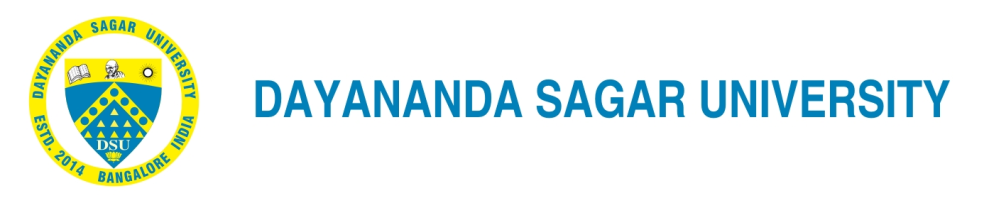 DAYANANDA SAGAR UNIVERSITY
ESTD. 2014 BANGALORE INDIA
DSU
DAYANANDA SAGAR UNIVERSITY